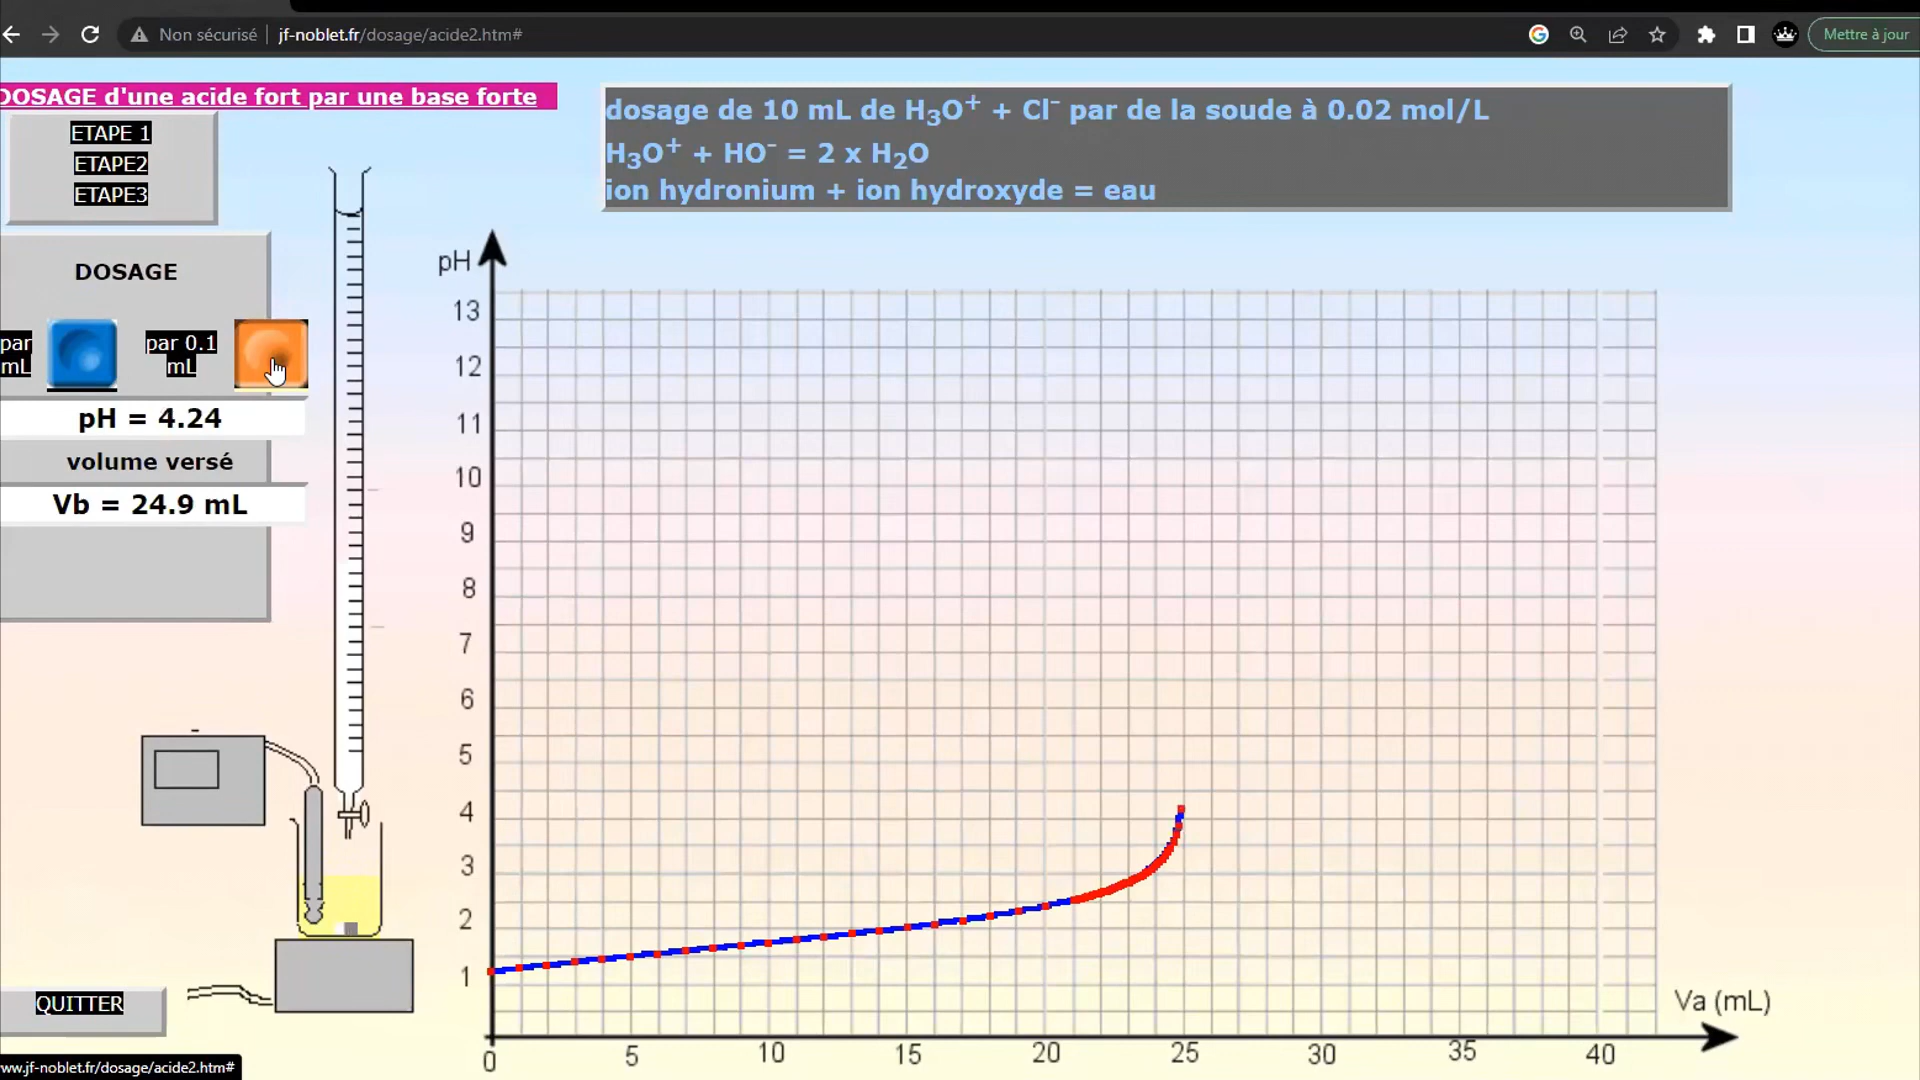 Non sécurisé | jf-noblet.fr/dosage/acide2.htm#
Mettre à jour
DOSAGE d'une acide fort par une base forte
ETAPE 1
ETAPE2
ETAPE3
dosage de 10 mL de H₃O⁺ + Cl⁻ par de la soude à 0.02 mol/L
H₃O⁺ + HO⁻ = 2 x H₂O
ion hydronium + ion hydroxyde = eau
DOSAGE
par
mL
par 0.1
mL
pH = 4.24
volume versé
Vb = 24.9 mL
QUITTER
pH
13
12
11
10
9
8
7
6
5
4
3
2
1
0 5 10 15 20 25 30 35 40
Va (mL)
ww.jf-noblet.fr/dosage/acide2.htm#